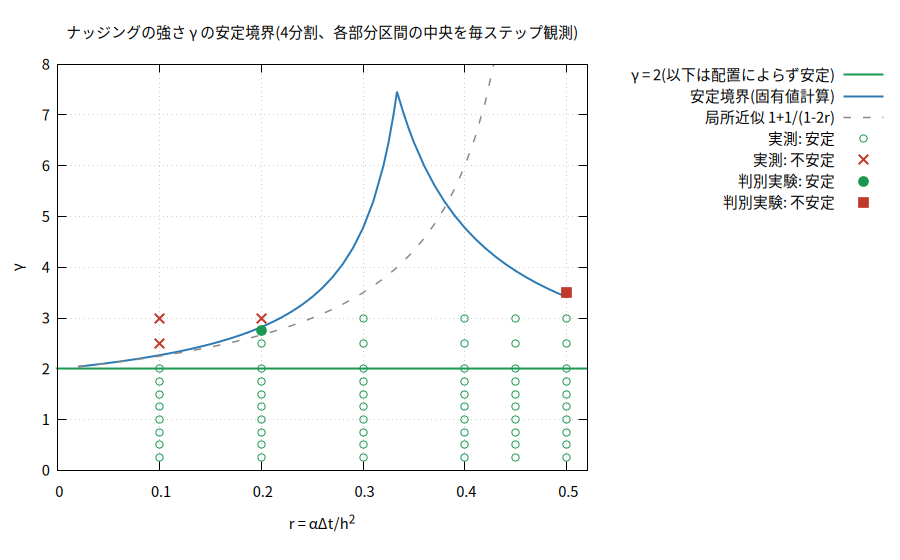 ナッジングの強さ γ の安定境界(4分割、各部分区間の中央を毎ステップ観測)
γ = 2(以下は配置によらず安定)
安定境界(固有値計算)
局所近似 1+1/(1-2r)
実測: 安定
実測: 不安定
判別実験: 安定
判別実験: 不安定
8
7
6
5
4
3
2
1
0
γ
0
0.1
0.2
0.3
0.4
0.5
r = αΔt/h²